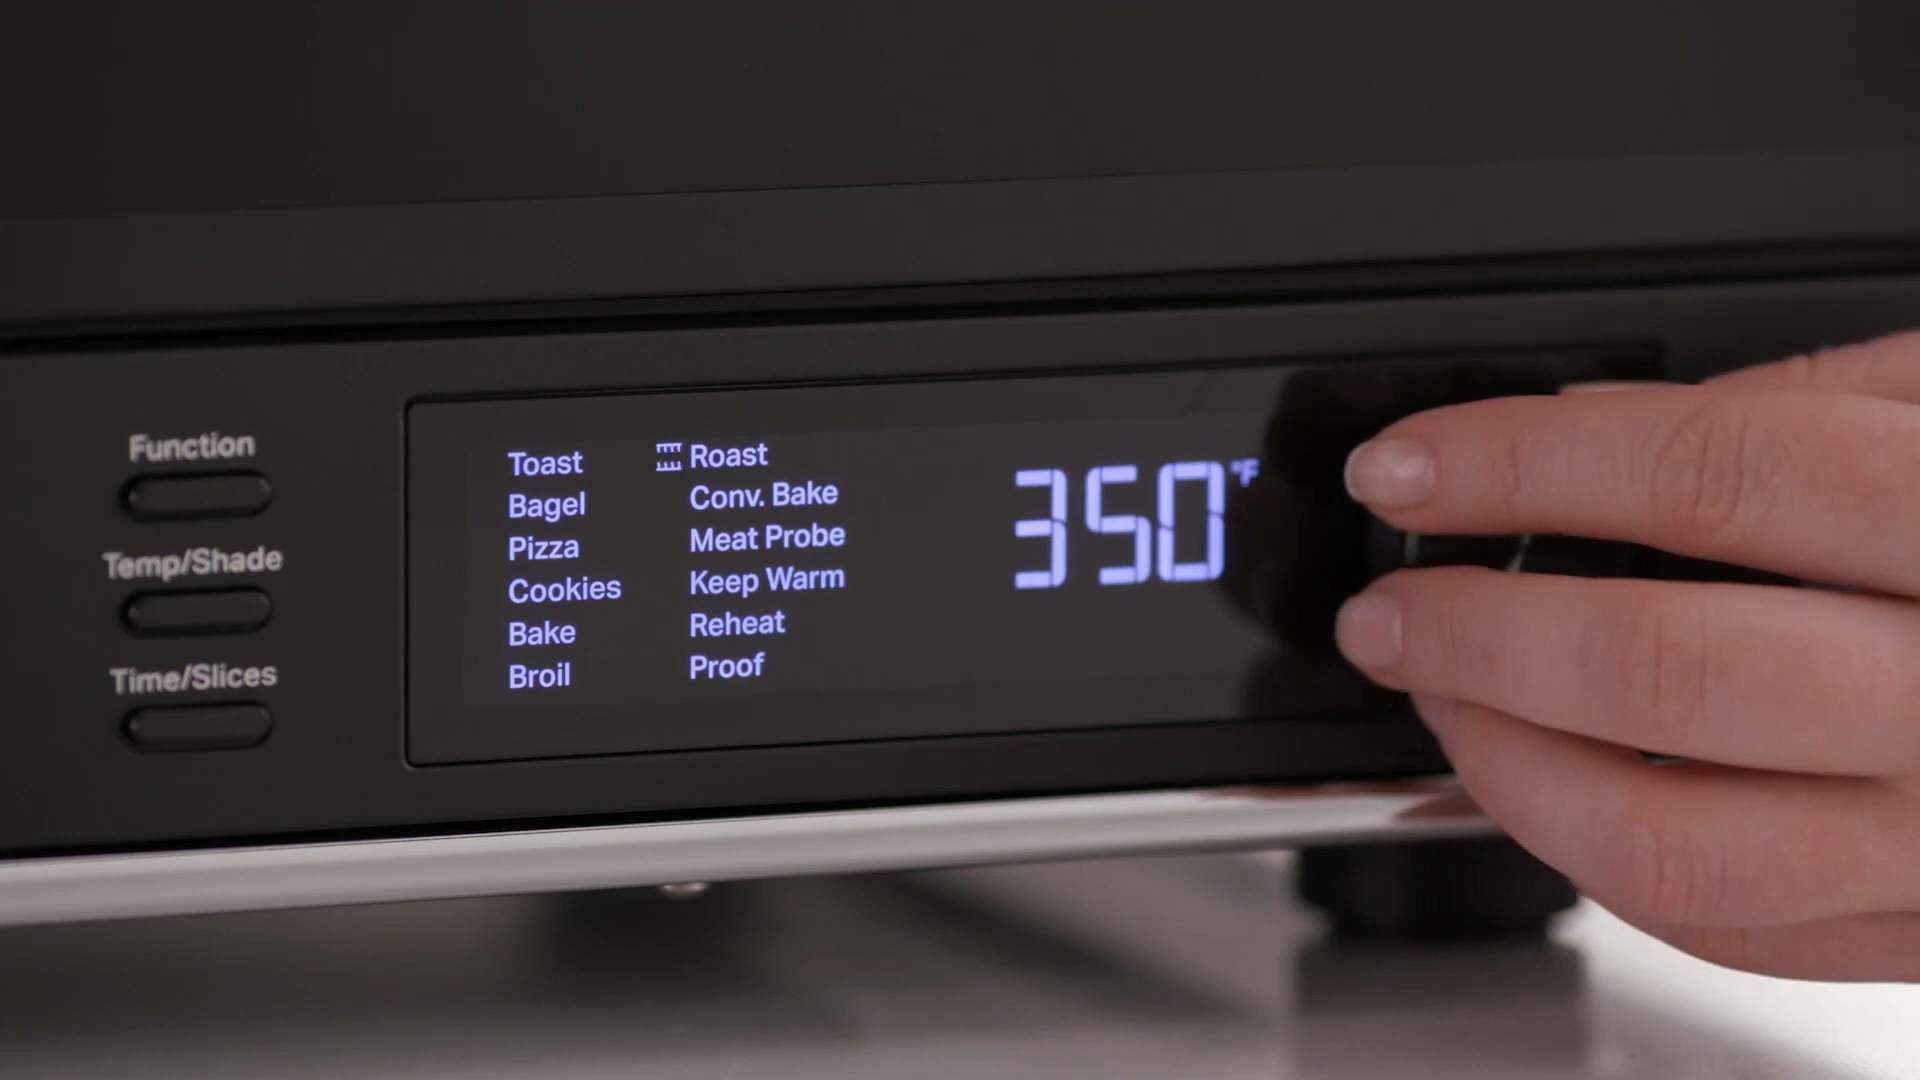 Function
Temp/Shade
Time/Slices
Toast
Bagel
Pizza
Cookies
Bake
Broil
Roast
Conv. Bake
Meat Probe
Keep Warm
Reheat
Proof
350°F